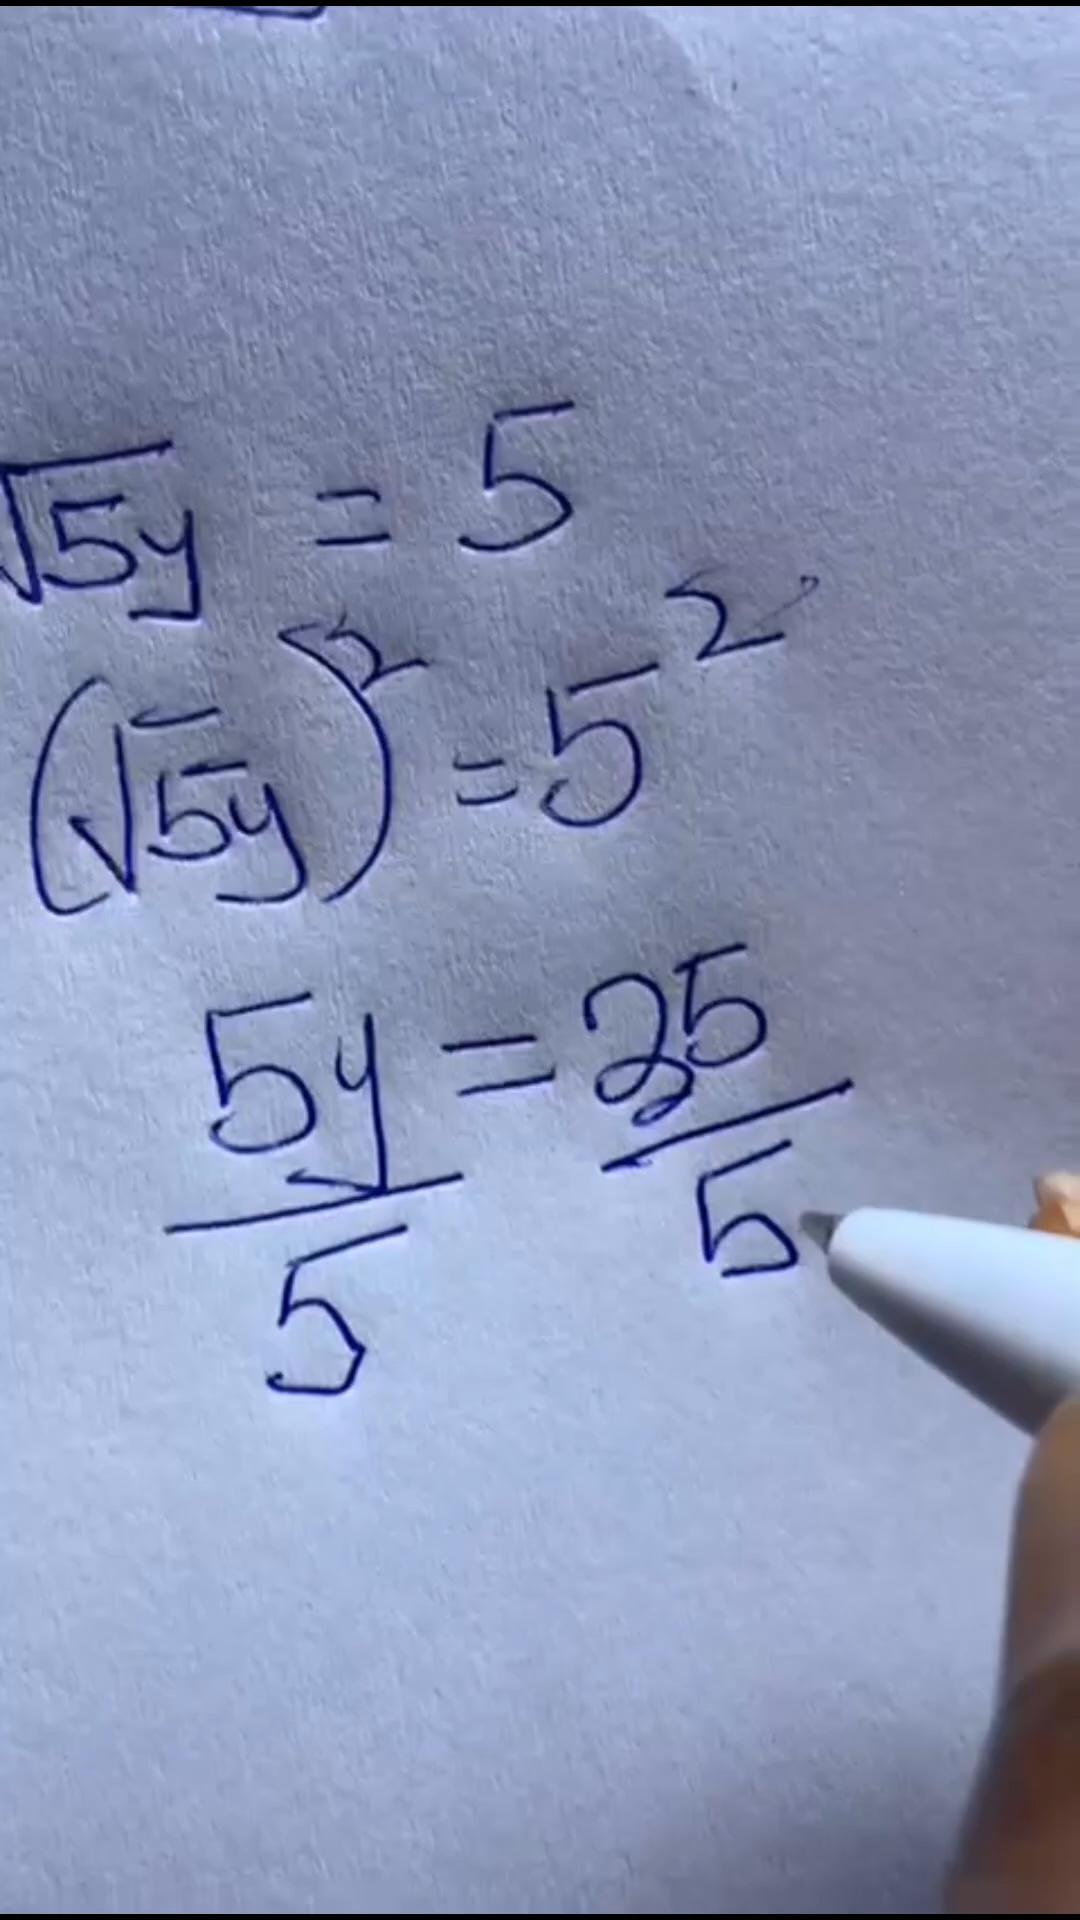 √5y = 5
(√5y)² = 5²
5y = 25
5 5